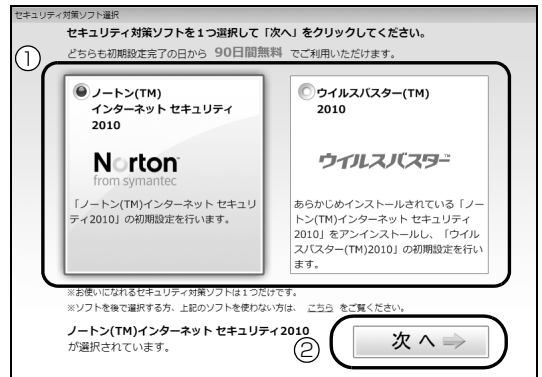 セキュリティ対策ソフト選択
セキュリティ対策ソフトを1つ選択して「次へ」をクリックしてください。
どちらも初期設定完了の日から 90日間無料 でご利用いただけます。
①
ノートン(TM)
インターネット セキュリティ
2010
Norton
from symantec
「ノートン(TM)インターネット セキュリ
ティ2010」の初期設定を行います。
ウイルスバスター(TM)
2010
ウイルスバスター™
あらかじめインストールされている「ノー
トン(TM)インターネット セキュリティ
2010」をアンインストールし、「ウイル
スバスター(TM)2010」の初期設定を行い
ます。
※お使いになれるセキュリティ対策ソフトは1つだけです。
※ソフトを後で選択する方、上記のソフトを使わない方は、 こちら をご覧ください。
ノートン(TM)インターネット セキュリティ2010
が選択されています。
②
次へ